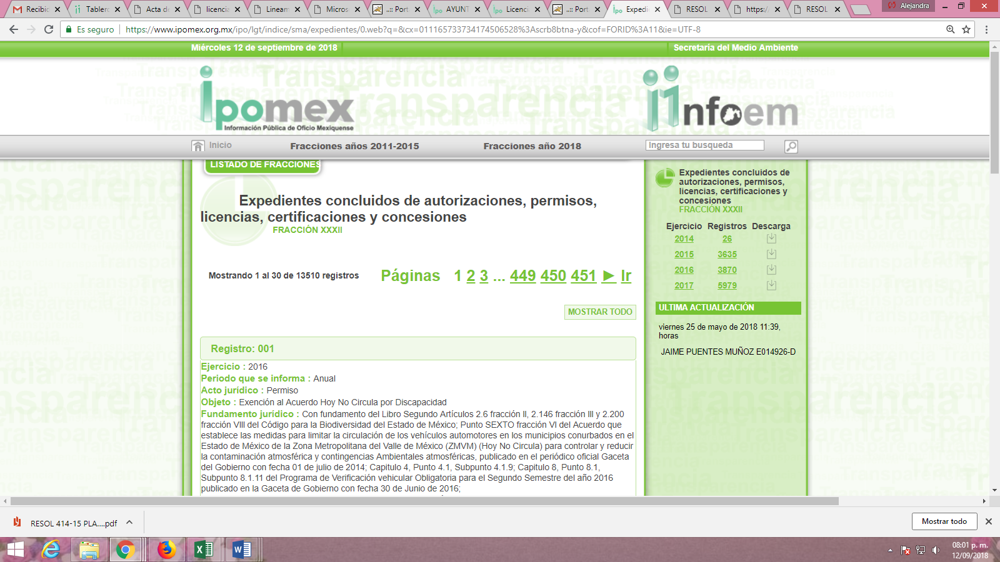 Recibic
Tablerc
Acta de
licencia
Lineam
Micros
..:: Port
AYUNT
Licenci
..:: Port
Expedi
RESOL
https:/
RESOL
Alejandra
Es seguro
https://www.ipomex.org.mx/ipo/lgt/indice/sma/expedientes/0.web?q=&cx=011165733734174506528%3Ascrb8btna-y&cof=FORID%3A11&ie=UTF-8
Miércoles 12 de septiembre de 2018
Secretaría del Medio Ambiente
Transparencia
ipomex
Información Pública de Oficio Mexiquense
infoem
Inicio
Fracciones años 2011-2015
Fracciones año 2018
Ingresa tu busqueda
LISTADO DE FRACCIONES
Expedientes concluidos de autorizaciones, permisos,
licencias, certificaciones y concesiones
FRACCIÓN XXXII
Mostrando 1 al 30 de 13510 registros
Páginas 1 2 3 ... 449 450 451 ► Ir
MOSTRAR TODO
Registro: 001
Ejercicio : 2016
Periodo que se informa : Anual
Acto jurídico : Permiso
Objeto : Exención al Acuerdo Hoy No Circula por Discapacidad
Fundamento jurídico : Con fundamento del Libro Segundo Artículos 2.6 fracción II, 2.146 fracción III y 2.200
fracción VIII del Código para la Biodiversidad del Estado de México; Punto SEXTO fracción VI del Acuerdo que
establece las medidas para limitar la circulación de los vehículos automotores en los municipios conurbados en el
Estado de México de la Zona Metropolitana del Valle de México (ZMVM) (Hoy No Circula) para controlar y reducir
la contaminación atmosférica y contingencias Ambientales atmosféricas, publicado en el periódico oficial Gaceta
del Gobierno con fecha 01 de julio de 2014; Capitulo 4, Punto 4.1, Subpunto 4.1.9; Capitulo 8, Punto 8.1,
Subpunto 8.1.11 del Programa de Verificación vehicular Obligatoria para el Segundo Semestre del año 2016
publicado en la Gaceta de Gobierno con fecha 30 de Junio de 2016;
Expedientes concluidos de
autorizaciones, permisos,
licencias, certificaciones y
concesiones
FRACCIÓN XXXII
Ejercicio Registros Descarga
2014 26
2015 3635
2016 3870
2017 5979
ULTIMA ACTUALIZACIÓN
viernes 25 de mayo de 2018 11:39,
horas
JAIME PUENTES MUÑOZ E014926-D
RESOL 414-15 PLA....pdf
Mostrar todo
08:01 p. m.
12/09/2018